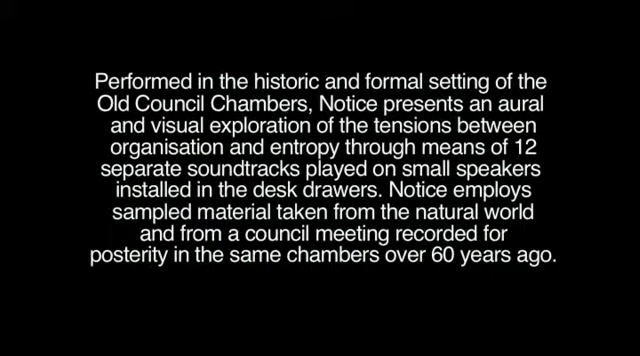 Performed in the historic and formal setting of the
Old Council Chambers, Notice presents an aural
and visual exploration of the tensions between
organisation and entropy through means of 12
separate soundtracks played on small speakers
installed in the desk drawers. Notice employs
sampled material taken from the natural world
and from a council meeting recorded for
posterity in the same chambers over 60 years ago.